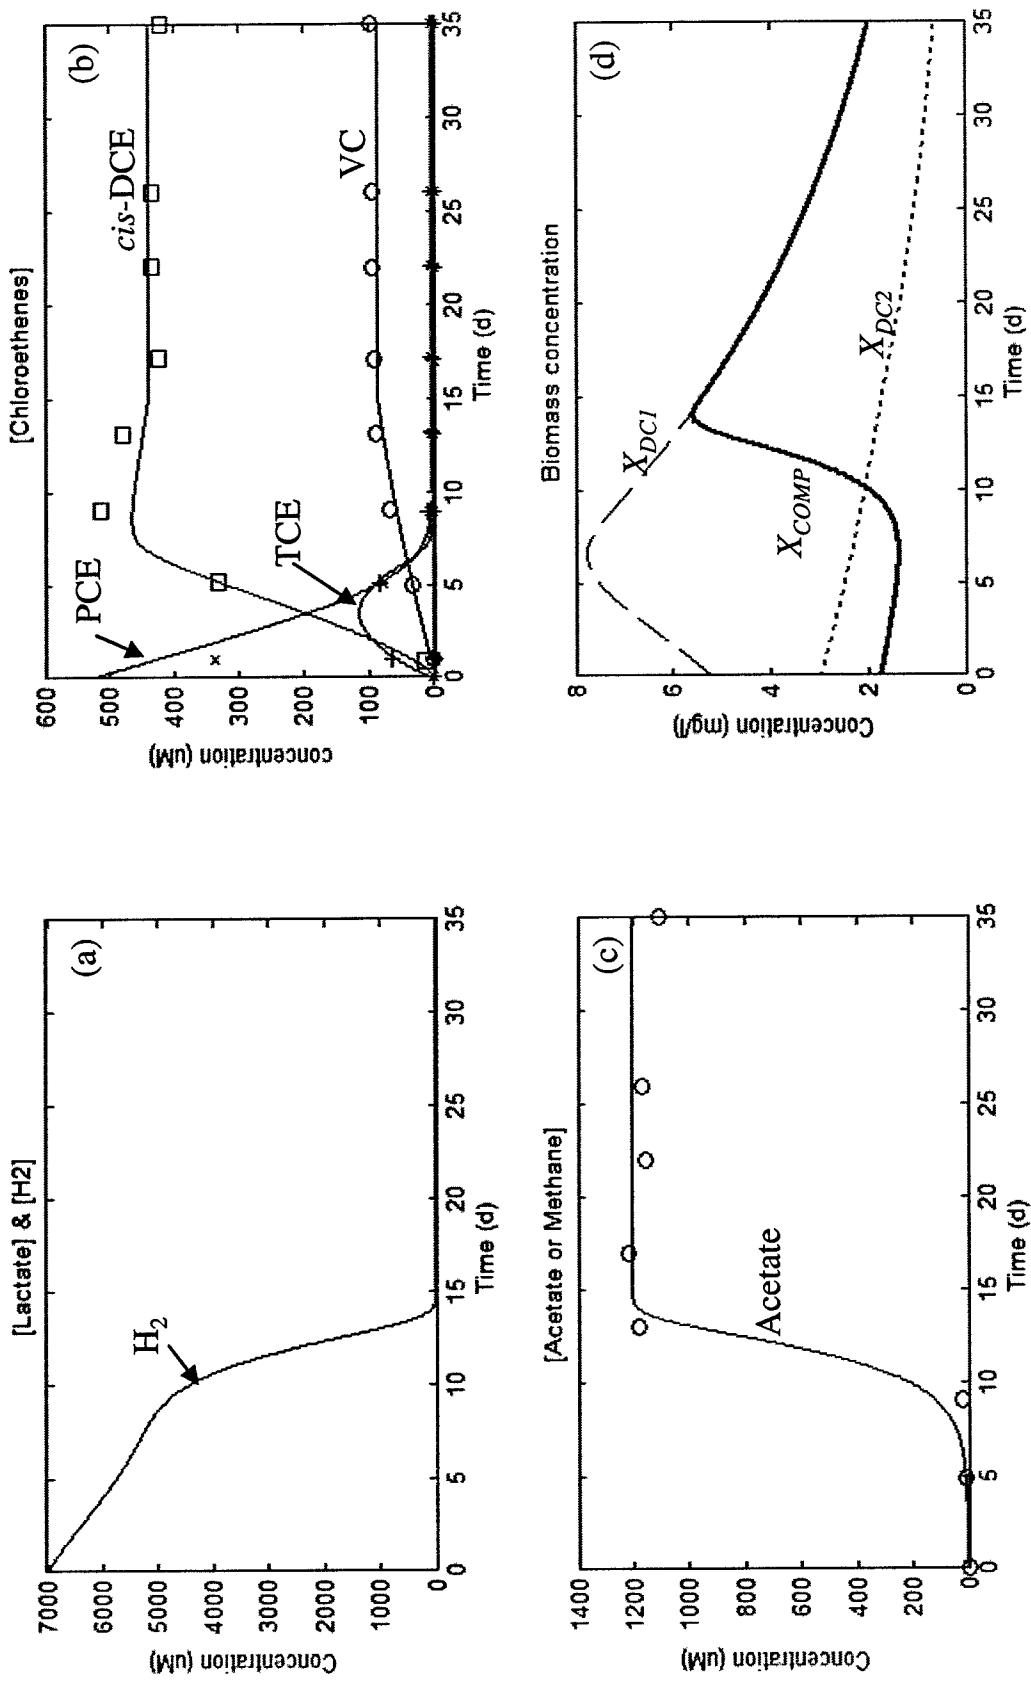 [Lactate] & [H2]
(a)
H2
Concentration (uM)
7000
6000
5000
4000
3000
2000
1000
0
0
5
10
15
20
25
30
35
Time (d)
[Chloroethenes]
(b)
PCE
TCE
cis-DCE
VC
concentration (uM)
600
500
400
300
200
100
0
0
5
10
15
20
25
30
35
Time (d)
[Acetate or Methane]
(c)
Acetate
Concentration (uM)
1400
1200
1000
800
600
400
200
0
0
5
10
15
20
25
30
35
Time (d)
Biomass concentration
(d)
XDC1
XCOMP
XDC2
Concentration (mg/l)
8
6
4
2
0
0
5
10
15
20
25
30
35
Time (d)